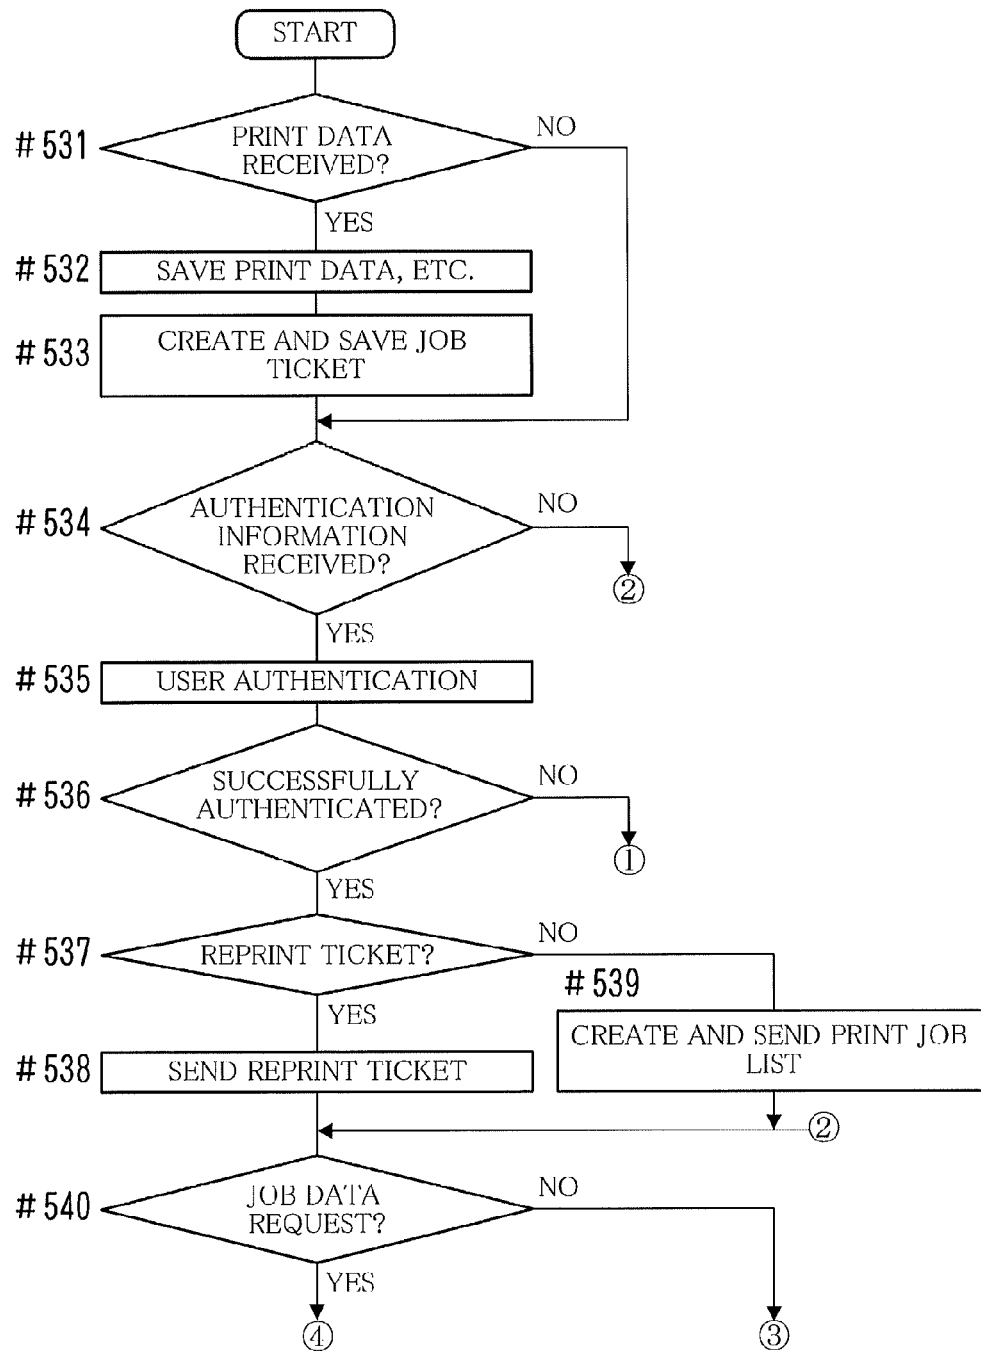 START
#531
PRINT DATA
RECEIVED?
NO
YES
#532
SAVE PRINT DATA, ETC.
#533
CREATE AND SAVE JOB
TICKET
#534
AUTHENTICATION
INFORMATION
RECEIVED?
NO
②
YES
#535
USER AUTHENTICATION
#536
SUCCESSFULLY
AUTHENTICATED?
NO
①
YES
#537
REPRINT TICKET?
NO
YES
#539
CREATE AND SEND PRINT JOB
LIST
#538
SEND REPRINT TICKET
②
#540
JOB DATA
REQUEST?
NO
YES
④
③